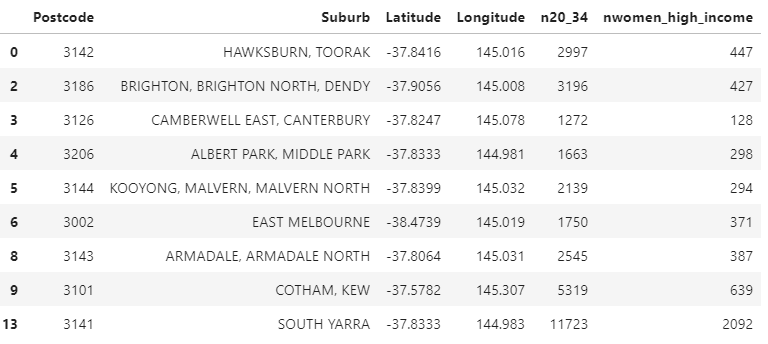 Postcode Suburb Latitude Longitude n20_34 nwomen_high_income
0 3142 HAWKSBURN, TOORAK -37.8416 145.016 2997 447
2 3186 BRIGHTON, BRIGHTON NORTH, DENDY -37.9056 145.008 3196 427
3 3126 CAMBERWELL EAST, CANTERBURY -37.8247 145.078 1272 128
4 3206 ALBERT PARK, MIDDLE PARK -37.8333 144.981 1663 298
5 3144 KOOYONG, MALVERN, MALVERN NORTH -37.8399 145.032 2139 294
6 3002 EAST MELBOURNE -38.4739 145.019 1750 371
8 3143 ARMADALE, ARMADALE NORTH -37.8064 145.031 2545 387
9 3101 COTHAM, KEW -37.5782 145.307 5319 639
13 3141 SOUTH YARRA -37.8333 144.983 11723 2092